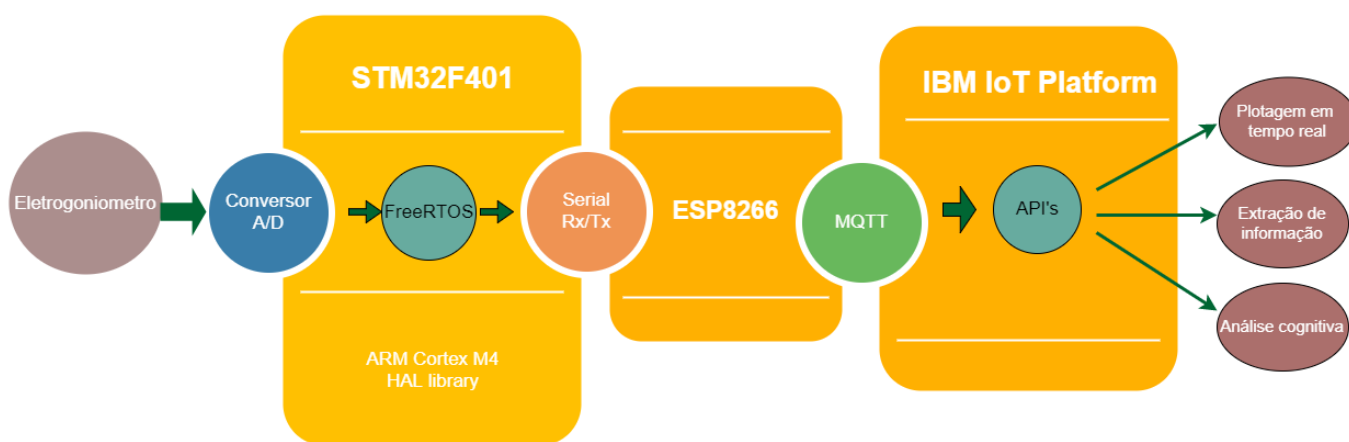 Eletrogoniometro
Conversor
A/D
STM32F401
FreeRTOS
ARM Cortex M4
HAL library
Serial
Rx/Tx
ESP8266
MQTT
IBM IoT Platform
API's
Plotagem em
tempo real
Extração de
informação
Análise cognitiva